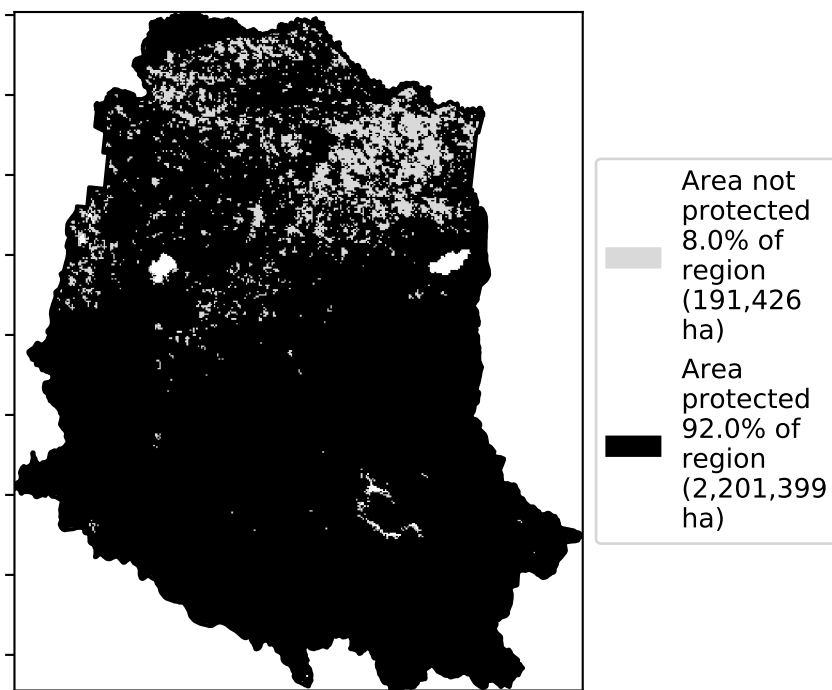 Area not
protected
8.0% of
region
(191,426
ha)
Area
protected
92.0% of
region
(2,201,399
ha)